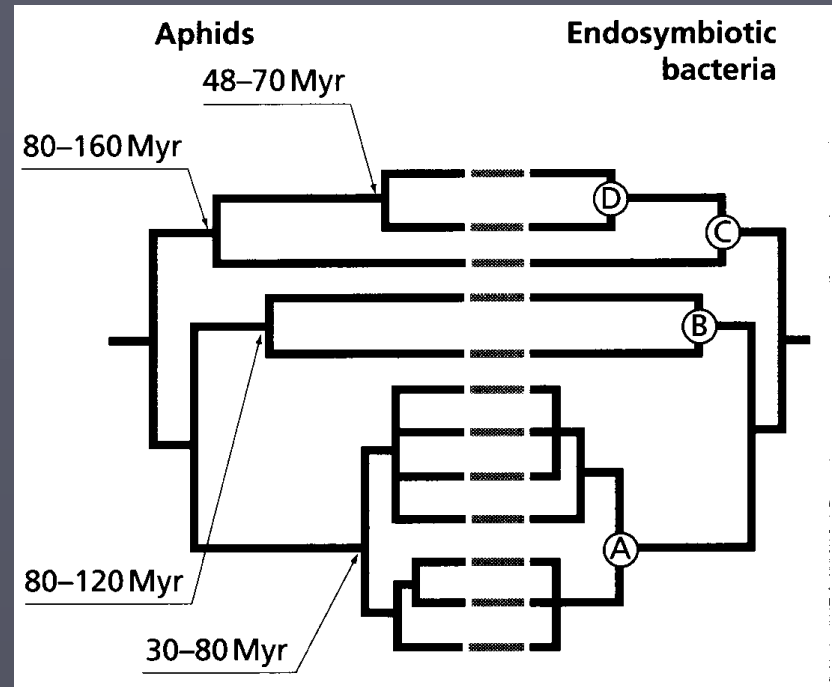 Aphids
Endosymbiotic
bacteria
48–70 Myr
80–160 Myr
D
C
B
A
80–120 Myr
30–80 Myr